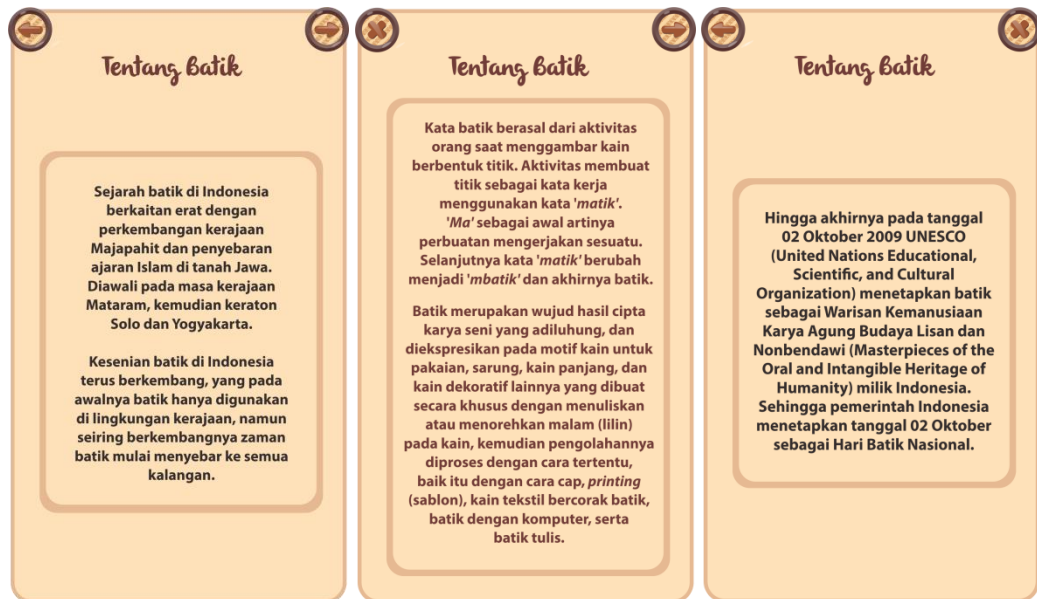 Tentang Batik
Sejarah batik di Indonesia
berkaitan erat dengan
perkembangan kerajaan
Majapahit dan penyebaran
ajaran Islam di tanah Jawa.
Diawali pada masa kerajaan
Mataram, kemudian keraton
Solo dan Yogyakarta.
Kesenian batik di Indonesia
terus berkembang, yang pada
awalnya batik hanya digunakan
di lingkungan kerajaan, namun
seiring berkembangnya zaman
batik mulai menyebar ke semua
kalangan.
Tentang Batik
Kata batik berasal dari aktivitas
orang saat menggambar kain
berbentuk titik. Aktivitas membuat
titik sebagai kata kerja
menggunakan kata 'matik'.
'Ma' sebagai awal artinya
perbuatan mengerjakan sesuatu.
Selanjutnya kata 'matik' berubah
menjadi 'mbatik' dan akhirnya batik.
Batik merupakan wujud hasil cipta
karya seni yang adiluhung, dan
diekspresikan pada motif kain untuk
pakaian, sarung, kain panjang, dan
kain dekoratif lainnya yang dibuat
secara khusus dengan menuliskan
atau menorehkan malam (lilin)
pada kain, kemudian pengolahannya
diproses dengan cara tertentu,
baik itu dengan cara cap, printing
(sablon), kain tekstil bercorak batik,
batik dengan komputer, serta
batik tulis.
Tentang Batik
Hingga akhirnya pada tanggal
02 Oktober 2009 UNESCO
(United Nations Educational,
Scientific, and Cultural
Organization) menetapkan batik
sebagai Warisan Kemanusiaan
Karya Agung Budaya Lisan dan
Nonbendawi (Masterpieces of the
Oral and Intangible Heritage of
Humanity) milik Indonesia.
Sehingga pemerintah Indonesia
menetapkan tanggal 02 Oktober
sebagai Hari Batik Nasional.